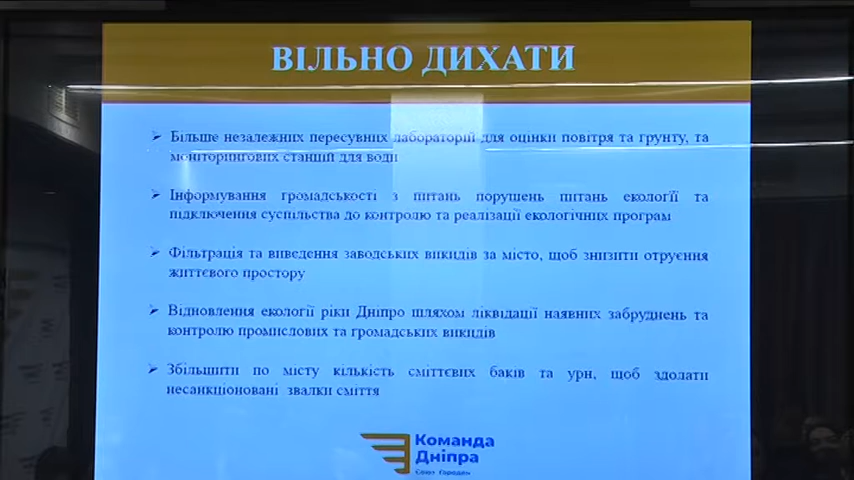 ВІЛЬНО ДИХАТИ
Більше незалежних пересувних лабораторій для оцінки повітря та грунту, та
моніторингових станцій для води
Інформування громадськості з питань порушень питань екології та
підключення суспільства до контролю та реалізації екологічних програм
Фільтрація та виведення заводських викидів за місто, щоб знизити отруєння
життєвого простору
Відновлення екології ріки Дніпро шляхом ліквідації наявних забруднень та
контролю промислових та громадських викидів
Збільшити по місту кількість сміттєвих баків та урн, щоб здолати
несанкціоновані звалки сміття
Команда
Дніпра
Союз Городян